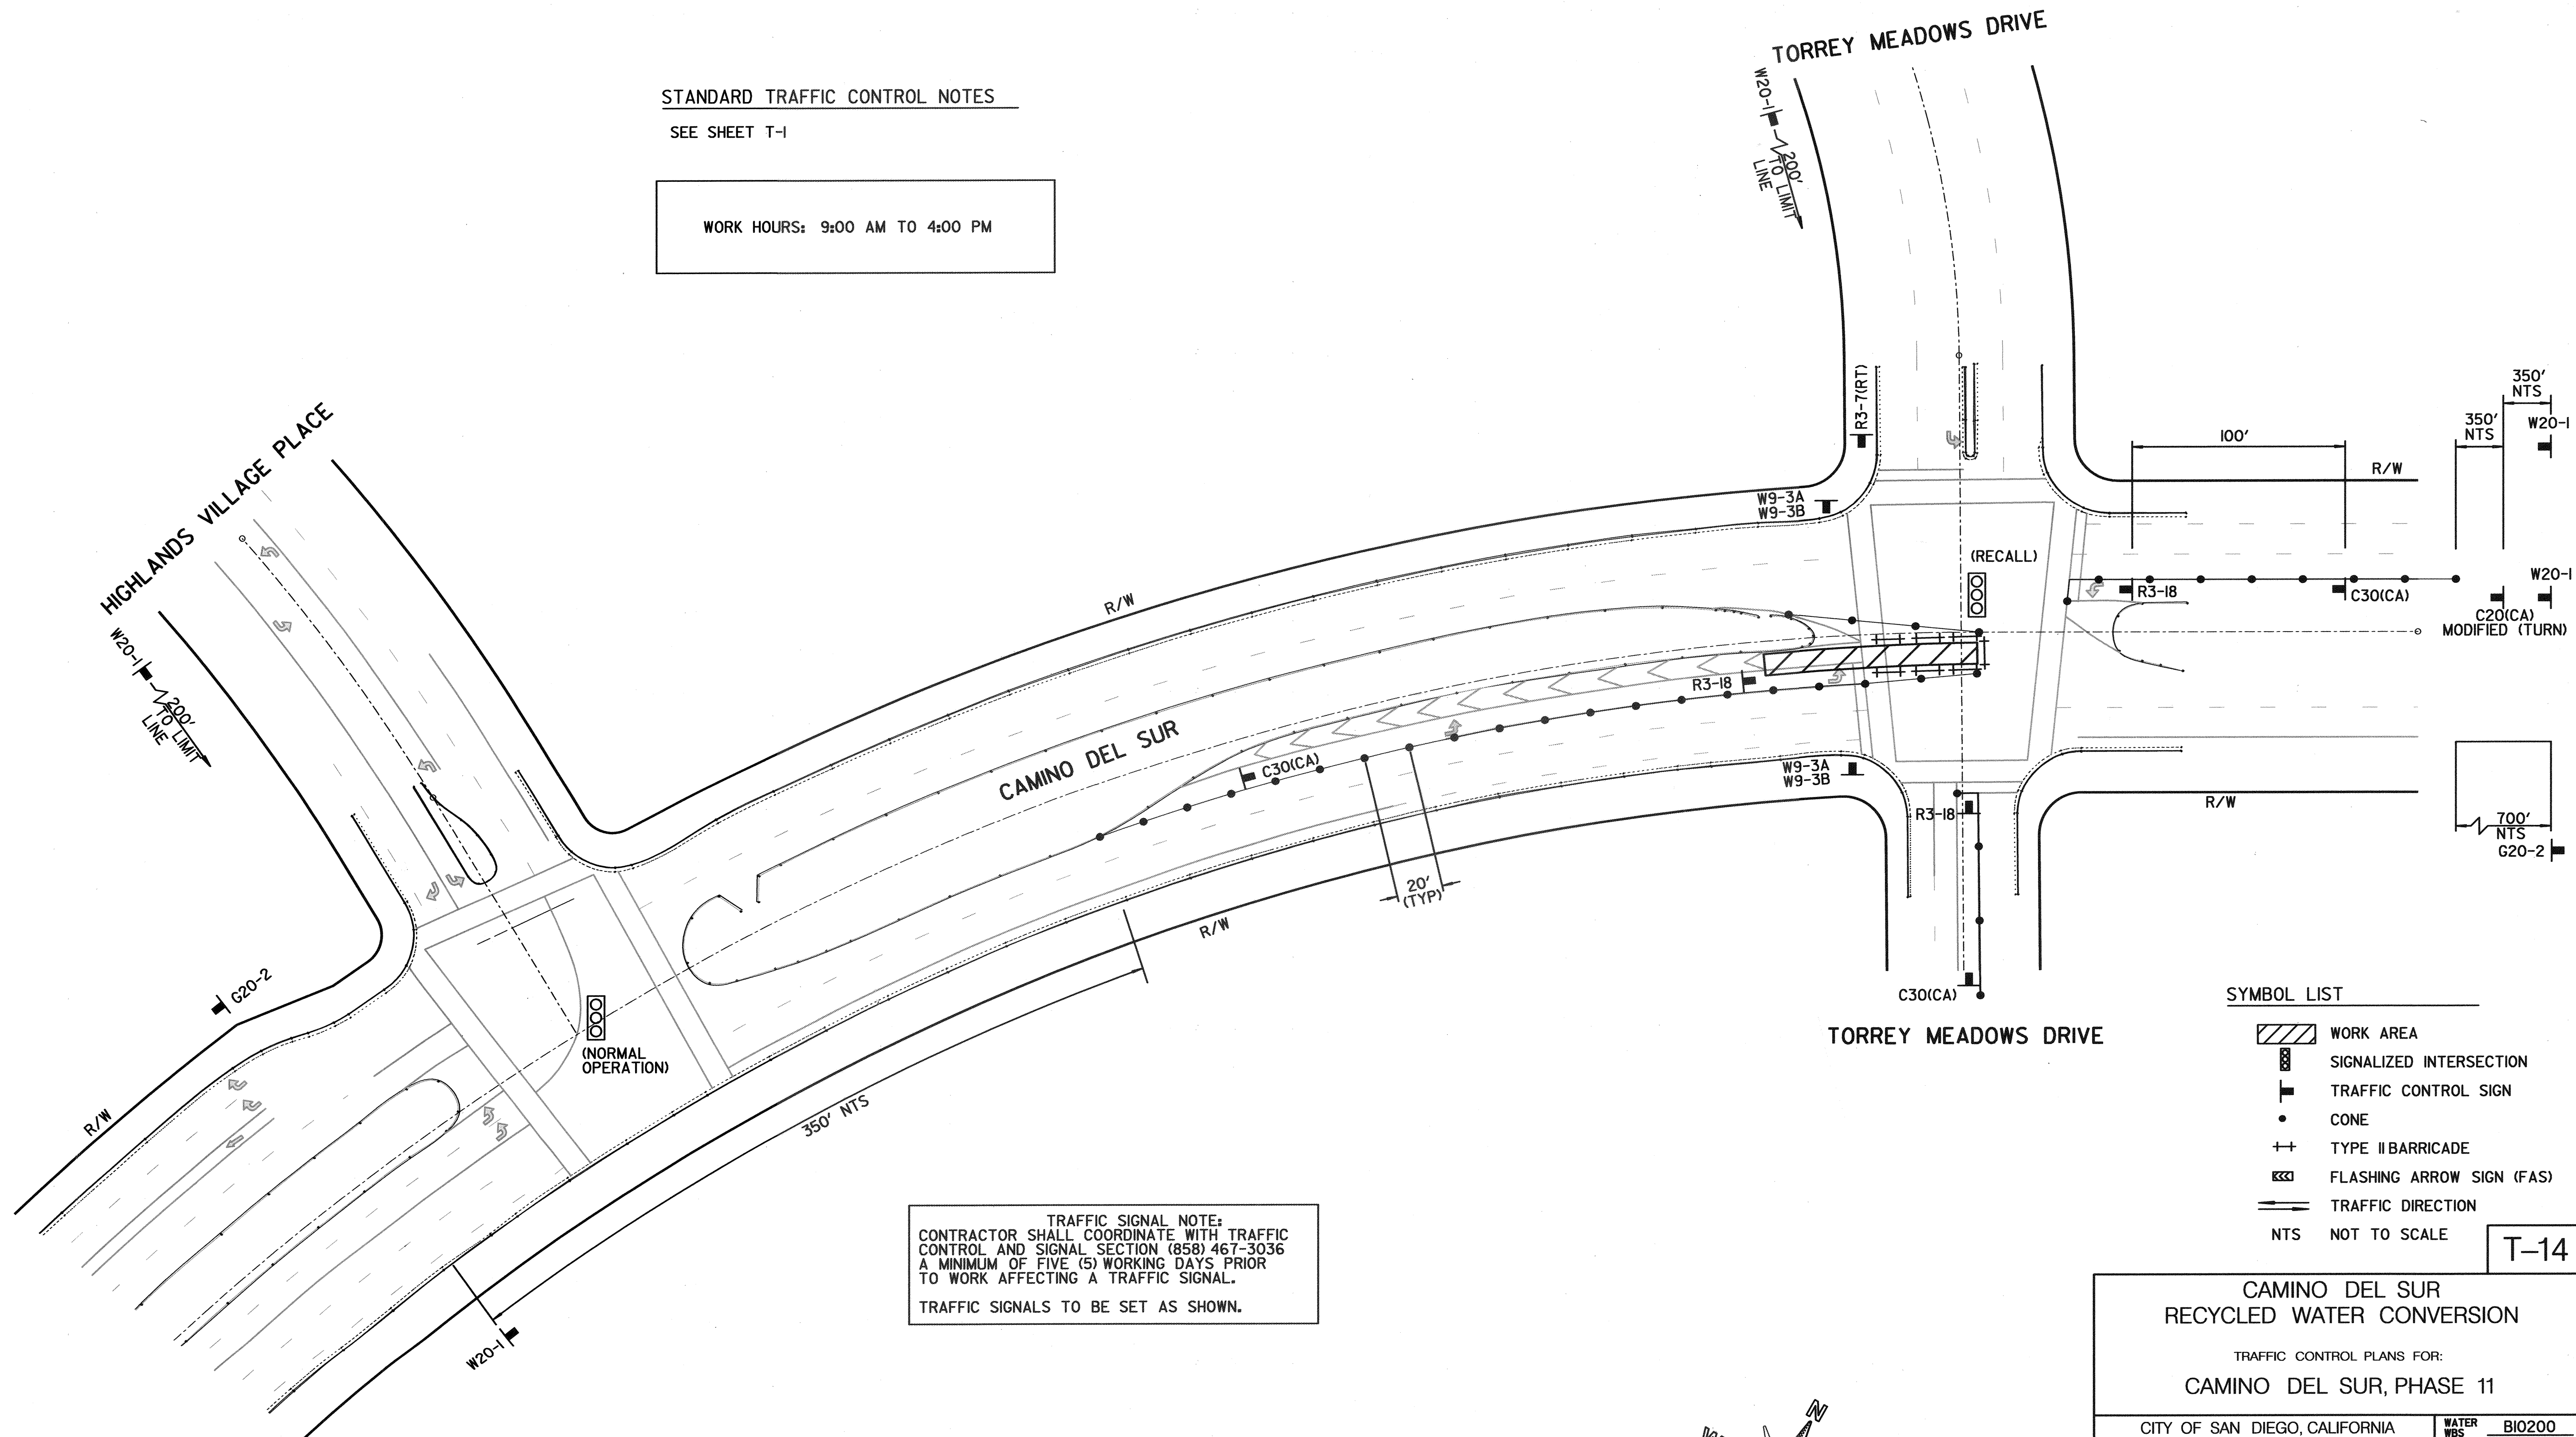 TORREY MEADOWS DRIVE
STANDARD TRAFFIC CONTROL NOTES
SEE SHEET T-1
WORK HOURS: 9:00 AM TO 4:00 PM
W20-1
200'
TO LIMIT
LINE
HIGHLANDS VILLAGE PLACE
W20-1
200'
TO LIMIT
LINE
G20-2
R/W
(NORMAL
OPERATION)
W20-1
350' NTS
R/W
CAMINO DEL SUR
R/W
C30(CA)
20'
(TYP)
R3-7(RT)
W9-3A
W9-3B
(RECALL)
R3-18
W9-3A
W9-3B
R3-18
C30(CA)
TORREY MEADOWS DRIVE
100'
R/W
350'
NTS
350'
NTS
W20-1
R3-18
C30(CA)
W20-1
C20(CA)
MODIFIED (TURN)
R/W
700'
NTS
G20-2
SYMBOL LIST
WORK AREA
SIGNALIZED INTERSECTION
TRAFFIC CONTROL SIGN
CONE
TYPE II BARRICADE
FLASHING ARROW SIGN (FAS)
TRAFFIC DIRECTION
NTS NOT TO SCALE
TRAFFIC SIGNAL NOTE:
CONTRACTOR SHALL COORDINATE WITH TRAFFIC
CONTROL AND SIGNAL SECTION (858) 467-3036
A MINIMUM OF FIVE (5) WORKING DAYS PRIOR
TO WORK AFFECTING A TRAFFIC SIGNAL.
TRAFFIC SIGNALS TO BE SET AS SHOWN.
N
T-14
CAMINO DEL SUR
RECYCLED WATER CONVERSION
TRAFFIC CONTROL PLANS FOR:
CAMINO DEL SUR, PHASE 11
CITY OF SAN DIEGO, CALIFORNIA
WATER
WBS
B10200